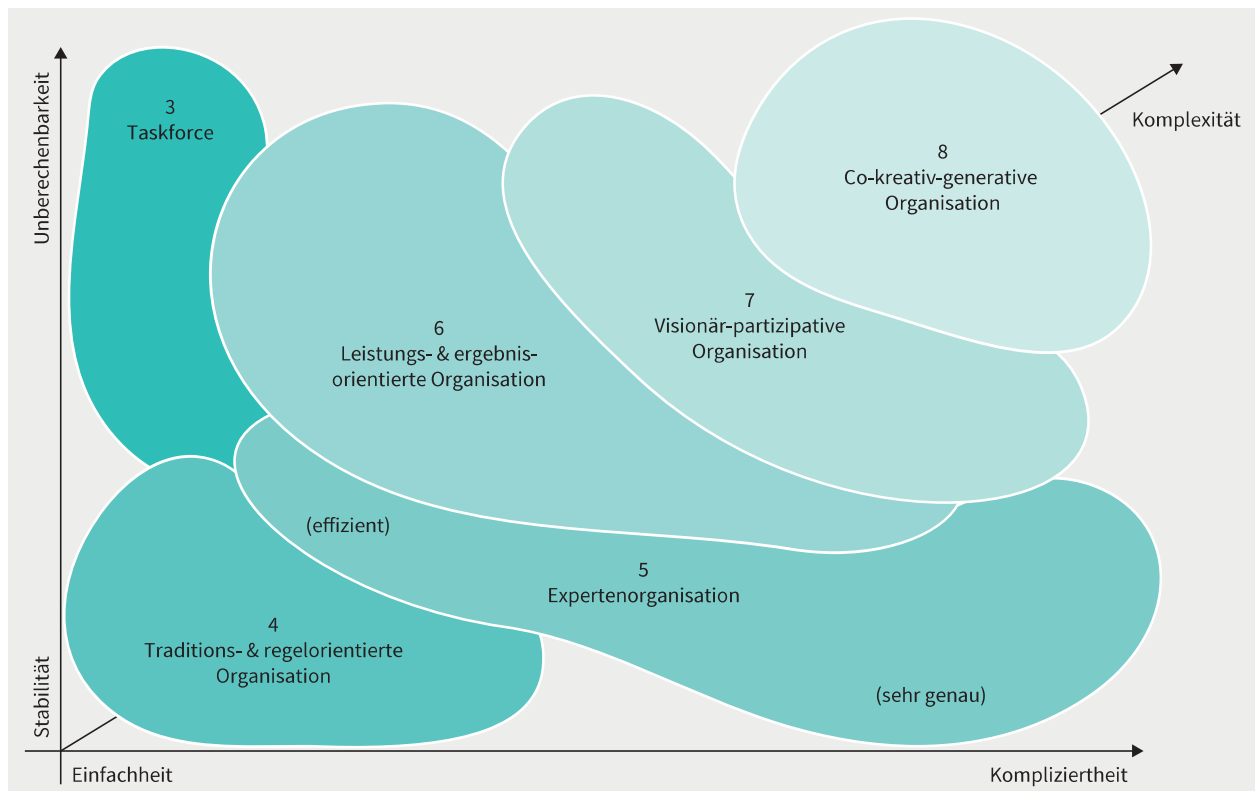 Unberechenbarkeit
3
Taskforce
Komplexität
8
Co-kreativ-generative
Organisation
7
Visionär-partizipative
Organisation
6
Leistungs- & ergebnis-
orientierte Organisation
(effizient)
5
Expertenorganisation
4
Traditions- & regelorientierte
Organisation
(sehr genau)
Stabilität
Einfachheit
Kompliziertheit